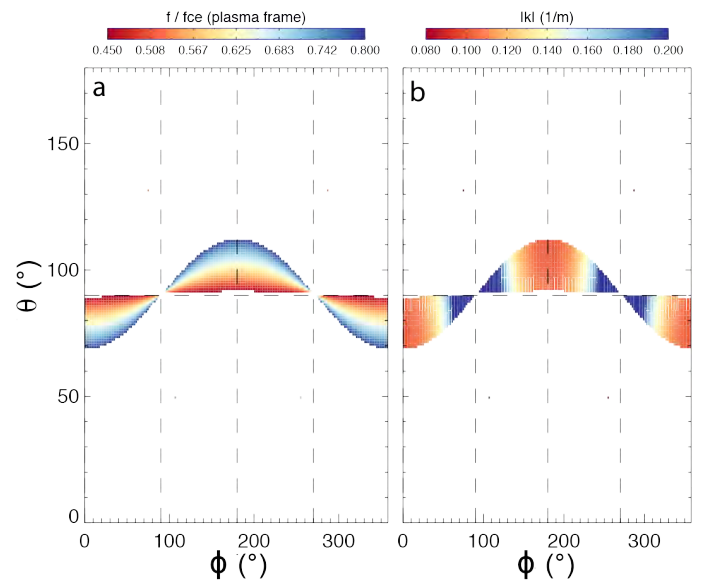 f / fce (plasma frame)
0.450 0.508 0.567 0.625 0.683 0.742 0.800
lkl (1/m)
0.080 0.100 0.120 0.140 0.160 0.180 0.200
a
b
150
100
50
0
θ (°)
0 100 200 300
0 100 200 300
ϕ (°)
ϕ (°)